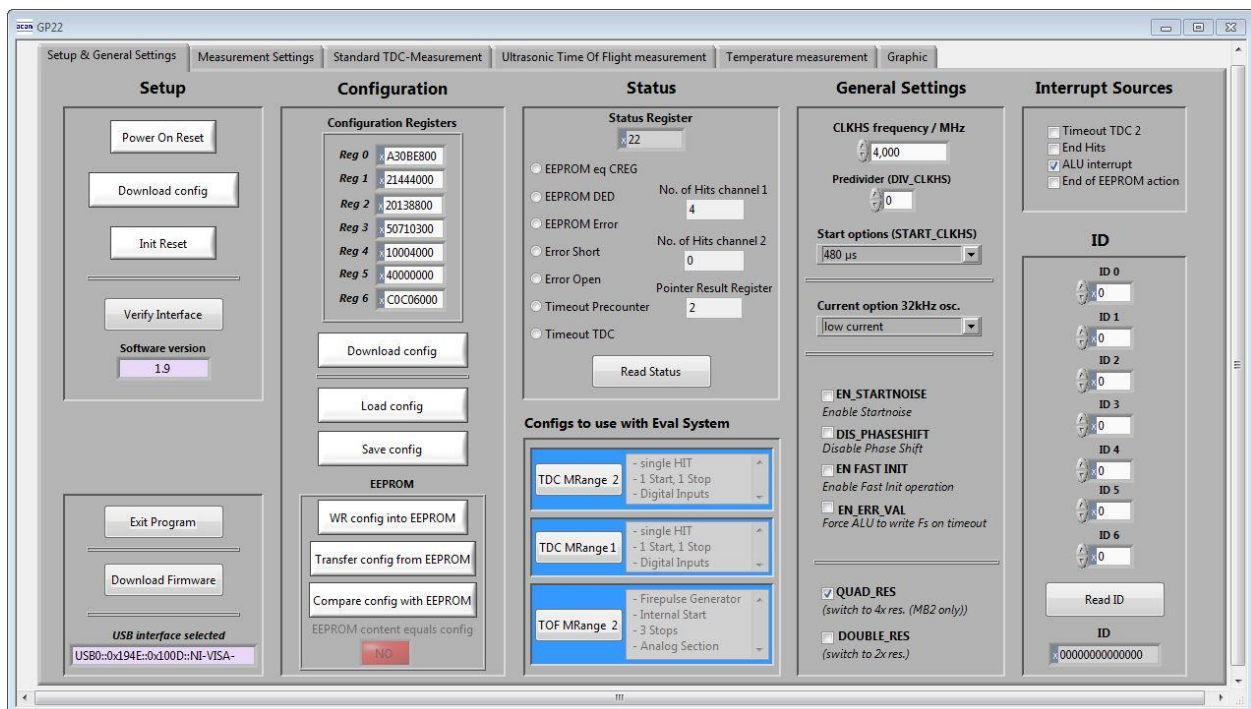 acam GP22
Setup & General Settings
Measurement Settings
Standard TDC-Measurement
Ultrasonic Time Of Flight measurement
Temperature measurement
Graphic
Setup
Power On Reset
Download config
Init Reset
Verify Interface
Software version
1.9
Exit Program
Download Firmware
USB interface selected
USB0::0x194E::0x100D::NI-VISA-
Configuration
Configuration Registers
Reg 0 x A30BE800
Reg 1 x 21444000
Reg 2 x 20138800
Reg 3 x 50710300
Reg 4 x 10004000
Reg 5 x 40000000
Reg 6 x C0C06000
Download config
Load config
Save config
EEPROM
WR config into EEPROM
Transfer config from EEPROM
Compare config with EEPROM
EEPROM content equals config
NO
Status
Status Register
x 22
EEPROM eq CREG
EEPROM DED
EEPROM Error
Error Short
Error Open
Timeout Precounter
Timeout TDC
No. of Hits channel 1
4
No. of Hits channel 2
0
Pointer Result Register
2
Read Status
Configs to use with Eval System
TDC MRange 2
- single HIT
- 1 Start, 1 Stop
- Digital Inputs
TDC MRange 1
- single HIT
- 1 Start, 1 Stop
- Digital Inputs
TOF MRange 2
- Firepulse Generator
- Internal Start
- 3 Stops
- Analog Section
General Settings
CLKHS frequency / MHz
4,000
Predivider (DIV_CLKHS)
0
Start options (START_CLKHS)
480 µs
Current option 32kHz osc.
low current
EN_STARTNOISE
Enable Startnoise
DIS_PHASESHIFT
Disable Phase Shift
EN FAST INIT
Enable Fast Init operation
EN_ERR_VAL
Force ALU to write Fs on timeout
QUAD_RES
(switch to 4x res. (MB2 only))
DOUBLE_RES
(switch to 2x res.)
Interrupt Sources
Timeout TDC 2
End Hits
ALU interrupt
End of EEPROM action
ID
ID 0
x 0
ID 1
x 0
ID 2
x 0
ID 3
x 0
ID 4
x 0
ID 5
x 0
ID 6
x 0
Read ID
ID
x 00000000000000